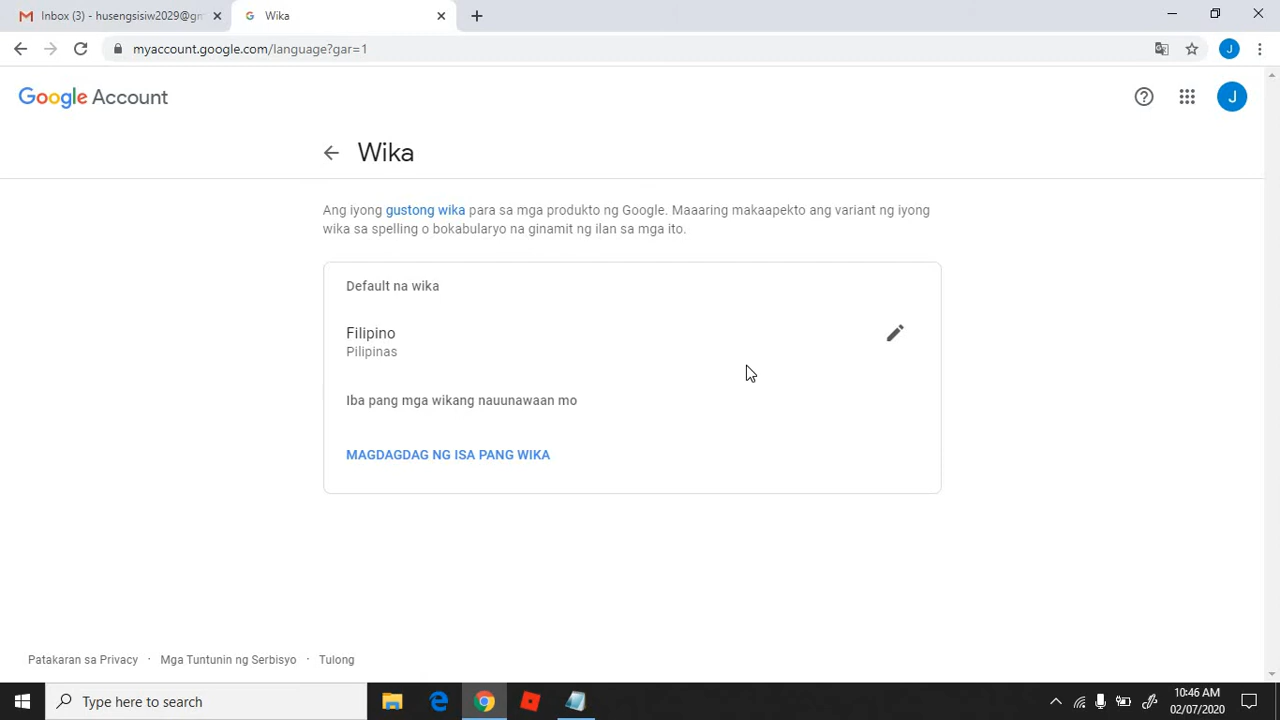 Inbox (3) - husengsisiw2029@gm
Wika
myaccount.google.com/language?gar=1
J
Google Account
J
Wika
Ang iyong gustong wika para sa mga produkto ng Google. Maaaring makaapekto ang variant ng iyong
wika sa spelling o bokabularyo na ginamit ng ilan sa mga ito.
Default na wika
Filipino
Pilipinas
Iba pang mga wikang nauunawaan mo
MAGDAGDAG NG ISA PANG WIKA
Patakaran sa Privacy · Mga Tuntunin ng Serbisyo · Tulong
Type here to search
10:46 AM
02/07/2020